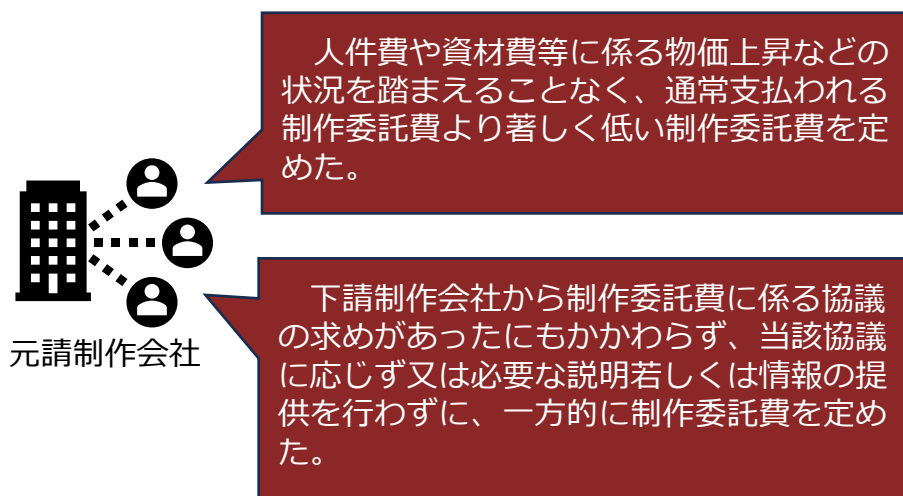 人件費や資材費等に係る物価上昇などの
状況を踏まえることなく、通常支払われる
制作委託費より著しく低い制作委託費を定
めた。
元請制作会社
　下請制作会社から制作委託費に係る協議
の求めがあったにもかかわらず、当該協議
に応じず又は必要な説明若しくは情報の提
供を行わずに、一方的に制作委託費を定め
た。